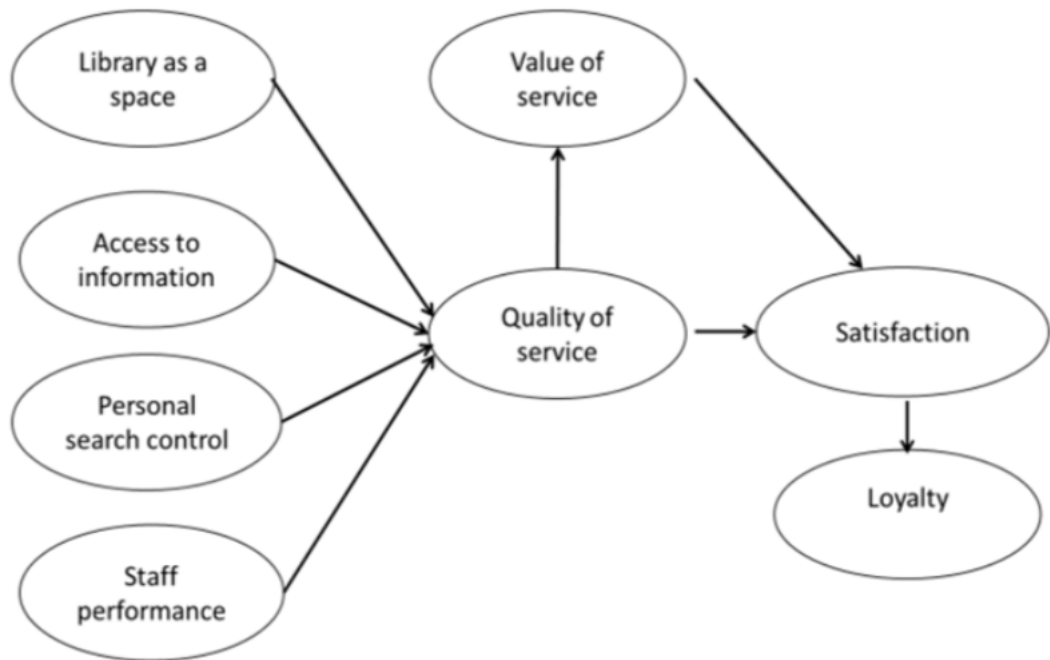 Library as a
space
Value of
service
Access to
information
Quality of
service
Satisfaction
Personal
search control
Loyalty
Staff
performance